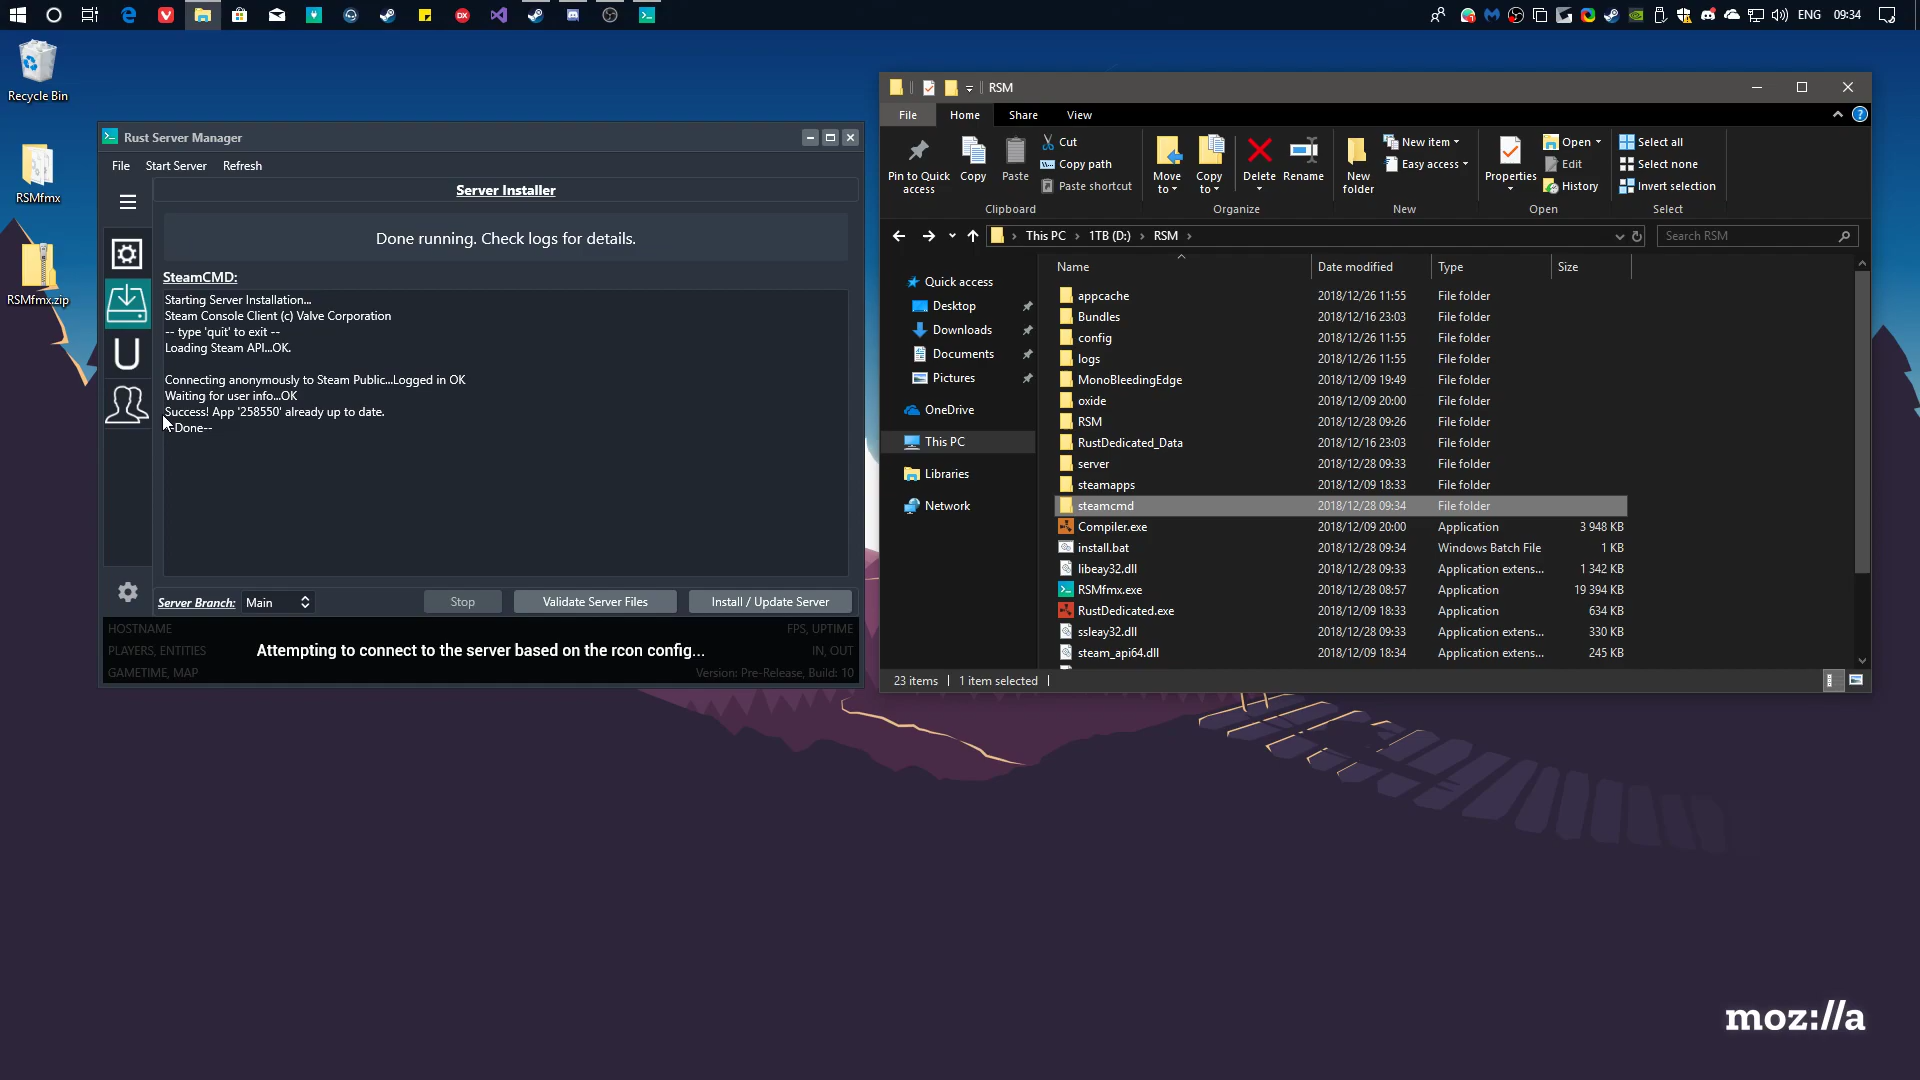 ENG
09:34
Recycle Bin
RSMfmx
RSMfmx.zip
Rust Server Manager
File
Start Server
Refresh
Server Installer
Done running. Check logs for details.
SteamCMD:
Starting Server Installation...
Steam Console Client (c) Valve Corporation
-- type 'quit' to exit --
Loading Steam API...OK.
Connecting anonymously to Steam Public...Logged in OK
Waiting for user info...OK
Success! App '258550' already up to date.
--Done--
Server Branch:
Main
Stop
Validate Server Files
Install / Update Server
HOSTNAME
FPS, UPTIME
PLAYERS, ENTITIES
Attempting to connect to the server based on the rcon config...
IN, OUT
GAMETIME, MAP
Version: Pre-Release, Build: 10
RSM
File
Home
Share
View
Pin to Quick
access
Copy
Paste
Cut
Copy path
Paste shortcut
Clipboard
Move
to
Copy
to
Delete
Rename
Organize
New
folder
New item
Easy access
New
Properties
Open
Edit
History
Open
Select all
Select none
Invert selection
Select
This PC
1TB (D:)
RSM
Search RSM
Quick access
Desktop
Downloads
Documents
Pictures
OneDrive
This PC
Libraries
Network
Name Date modified Type Size
appcache 2018/12/26 11:55 File folder
Bundles 2018/12/16 23:03 File folder
config 2018/12/26 11:55 File folder
logs 2018/12/26 11:55 File folder
MonoBleedingEdge 2018/12/09 19:49 File folder
oxide 2018/12/09 20:00 File folder
RSM 2018/12/28 09:26 File folder
RustDedicated_Data 2018/12/16 23:03 File folder
server 2018/12/28 09:33 File folder
steamapps 2018/12/09 18:33 File folder
steamcmd 2018/12/28 09:34 File folder
Compiler.exe 2018/12/09 20:00 Application 3 948 KB
install.bat 2018/12/28 09:34 Windows Batch File 1 KB
libeay32.dll 2018/12/28 09:33 Application extens... 1 342 KB
RSMfmx.exe 2018/12/28 08:57 Application 19 394 KB
RustDedicated.exe 2018/12/09 18:33 Application 634 KB
ssleay32.dll 2018/12/28 09:33 Application extens... 330 KB
steam_api64.dll 2018/12/09 18:34 Application extens... 245 KB
23 items
1 item selected
moz://a